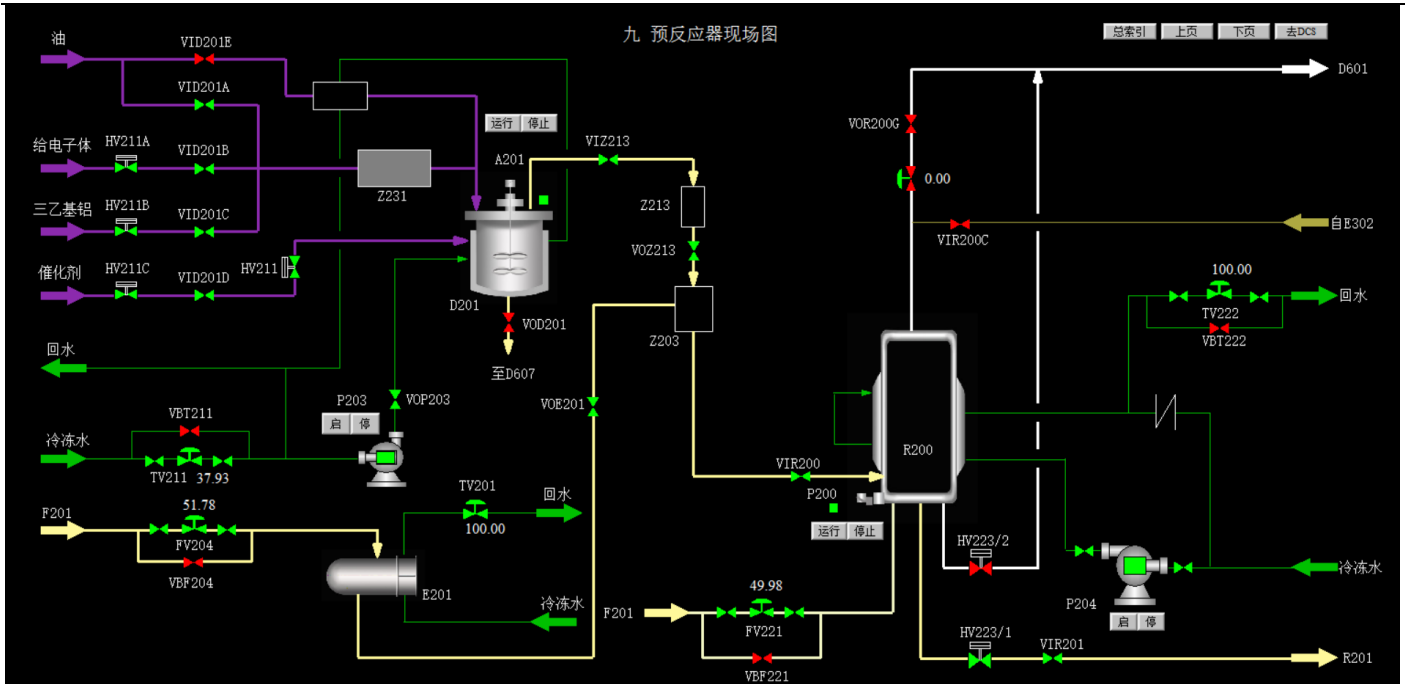 九 预反应器现场图
总索引 上页 下页 去DCS
油
VID201E
D601
VID201A
VOR200G
运行 停止
给电子体
HV211A
VID201B
VIZ213
A201
0.00
Z231
Z213
三乙基铝
HV211B
VID201C
自E302
VIR200C
VOZ213
催化剂
HV211C
VID201D
HV211
100.00
回水
D201
VOD201
TV222
VBT222
Z203
回水
至D607
P203
VOP203
VOE201
启 停
VBT211
冷冻水
R200
TV211 37.93
VIR200
TV201
P200
回水
51.78
F201
100.00
运行 停止
FV204
HV223/2
VBF204
冷冻水
E201
49.98
冷冻水
P204
F201
启 停
FV221
HV223/1
VIR201
R201
VBF221